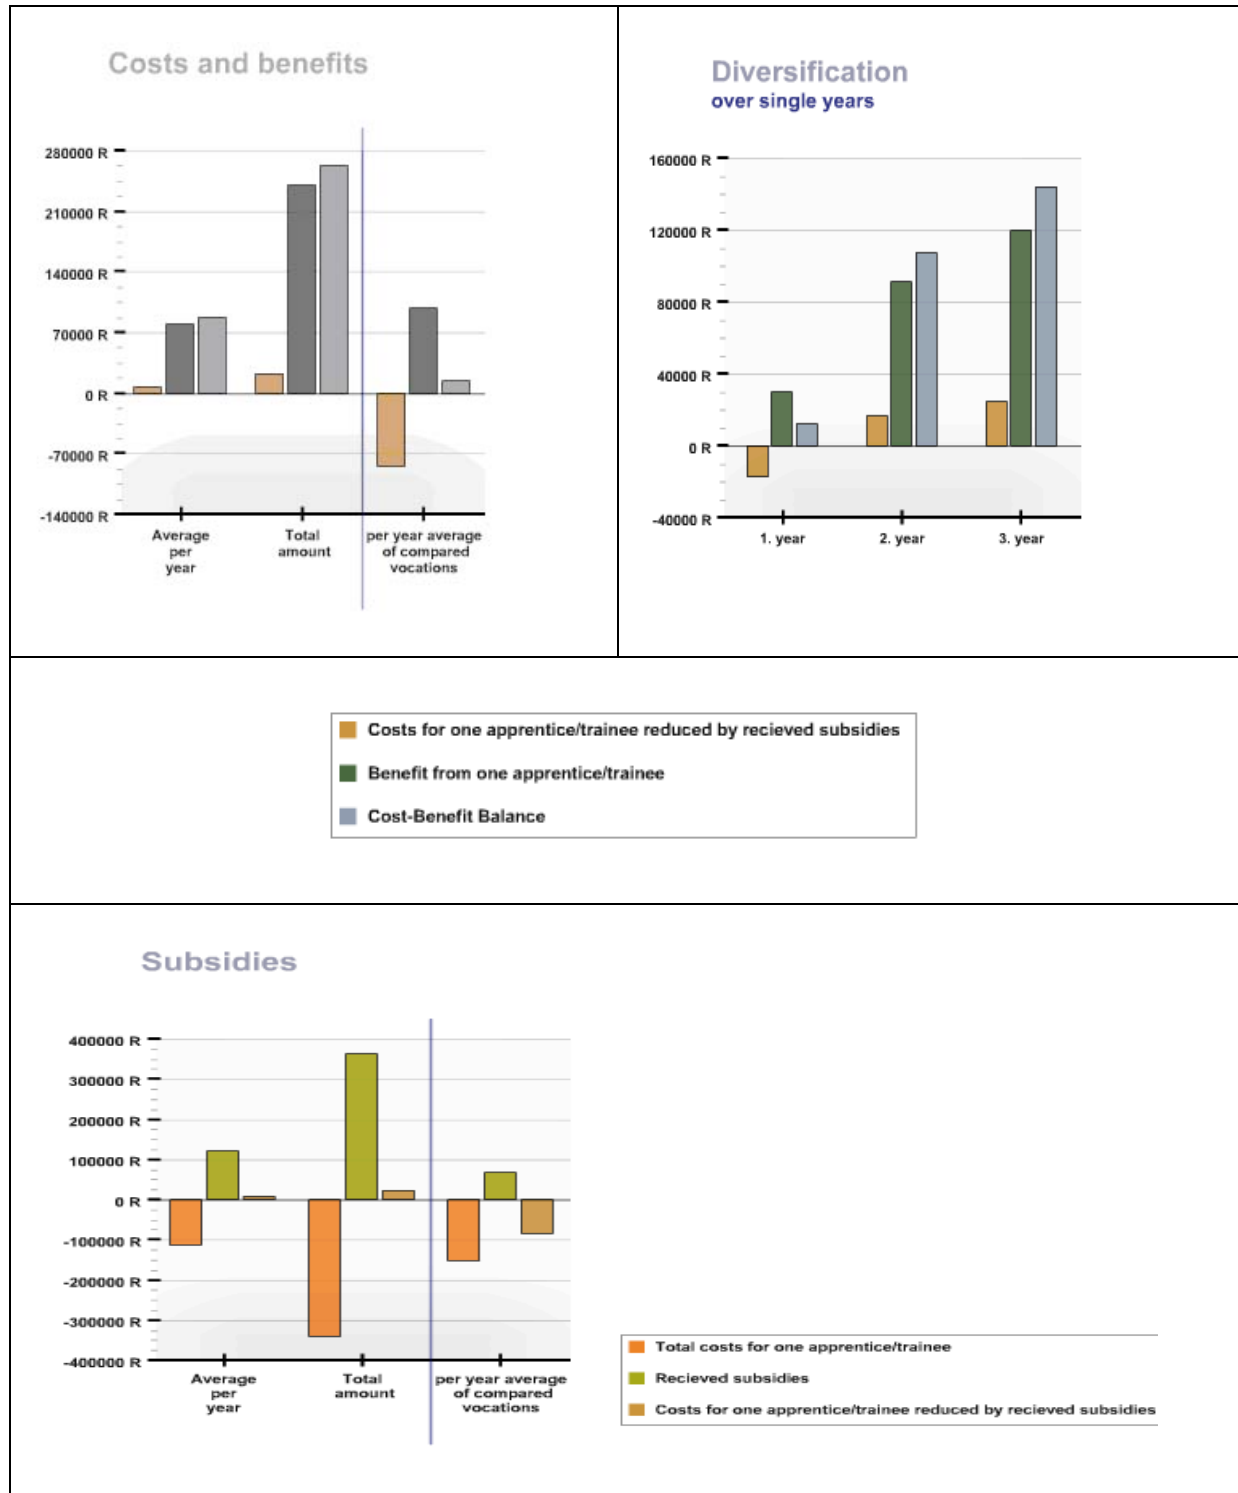 Costs and benefits
280000 R
210000 R
140000 R
70000 R
0 R
-70000 R
-140000 R
Average
per
year
Total
amount
per year average
of compared
vocations
Diversification
over single years
160000 R
120000 R
80000 R
40000 R
0 R
-40000 R
1. year
2. year
3. year
Costs for one apprentice/trainee reduced by recieved subsidies
Benefit from one apprentice/trainee
Cost-Benefit Balance
Subsidies
400000 R
300000 R
200000 R
100000 R
0 R
-100000 R
-200000 R
-300000 R
-400000 R
Average
per
year
Total
amount
per year average
of compared
vocations
Total costs for one apprentice/trainee
Recieved subsidies
Costs for one apprentice/trainee reduced by recieved subsidies